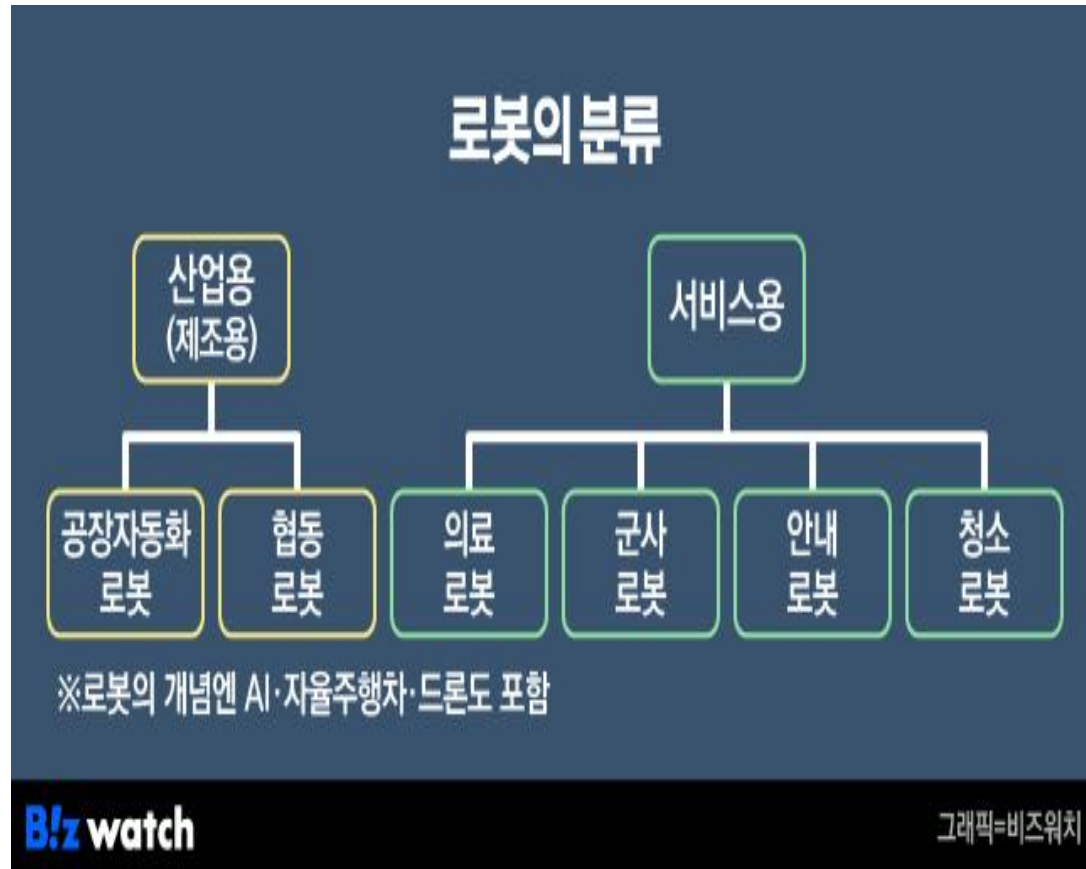 로봇의 분류
산업용
(제조용)
서비스용
공장자동화
로봇
협동
로봇
의료
로봇
군사
로봇
안내
로봇
청소
로봇
※로봇의 개념엔 AI·자율주행차·드론도 포함
B!z watch
그래픽=비즈워치